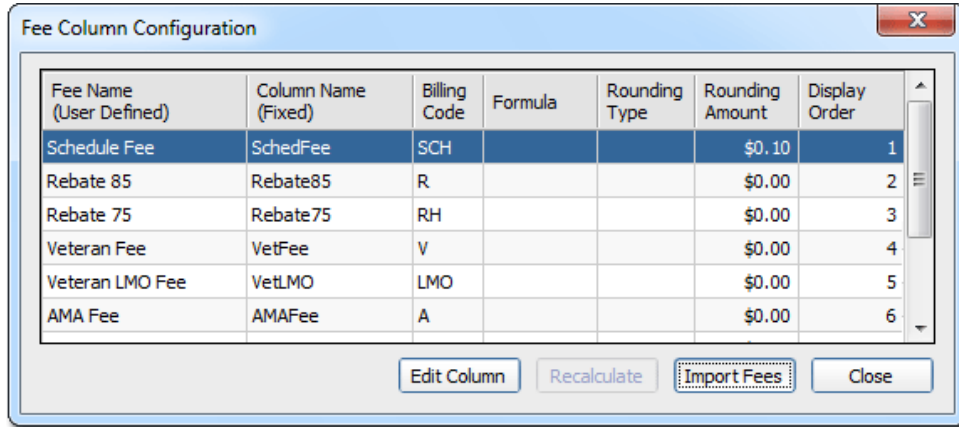 Fee Column Configuration
Fee Name (User Defined) Column Name (Fixed) Billing Code Formula Rounding Type Rounding Amount Display Order
Schedule Fee SchedFee SCH $0.10 1
Rebate 85 Rebate85 R $0.00 2
Rebate 75 Rebate75 RH $0.00 3
Veteran Fee VetFee V $0.00 4
Veteran LMO Fee VetLMO LMO $0.00 5
AMA Fee AMAFee A $0.00 6
Edit Column Recalculate Import Fees Close